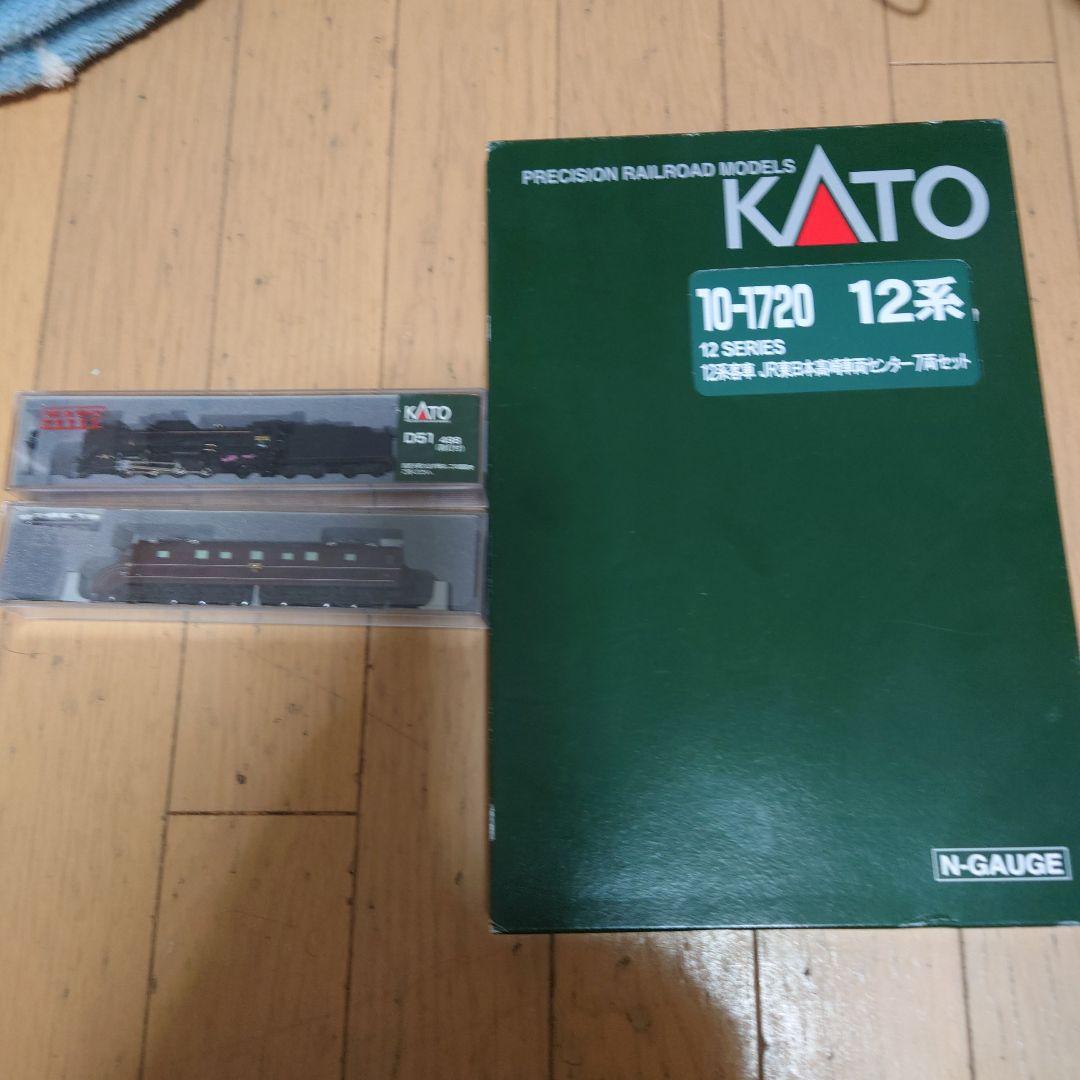 PRECISION RAILROAD MODELS
KATO
10-1720 12系
12 SERIES
12系客車 JR東日本高崎車両センター 7両セット
KATO
D51 498
N-GAUGE